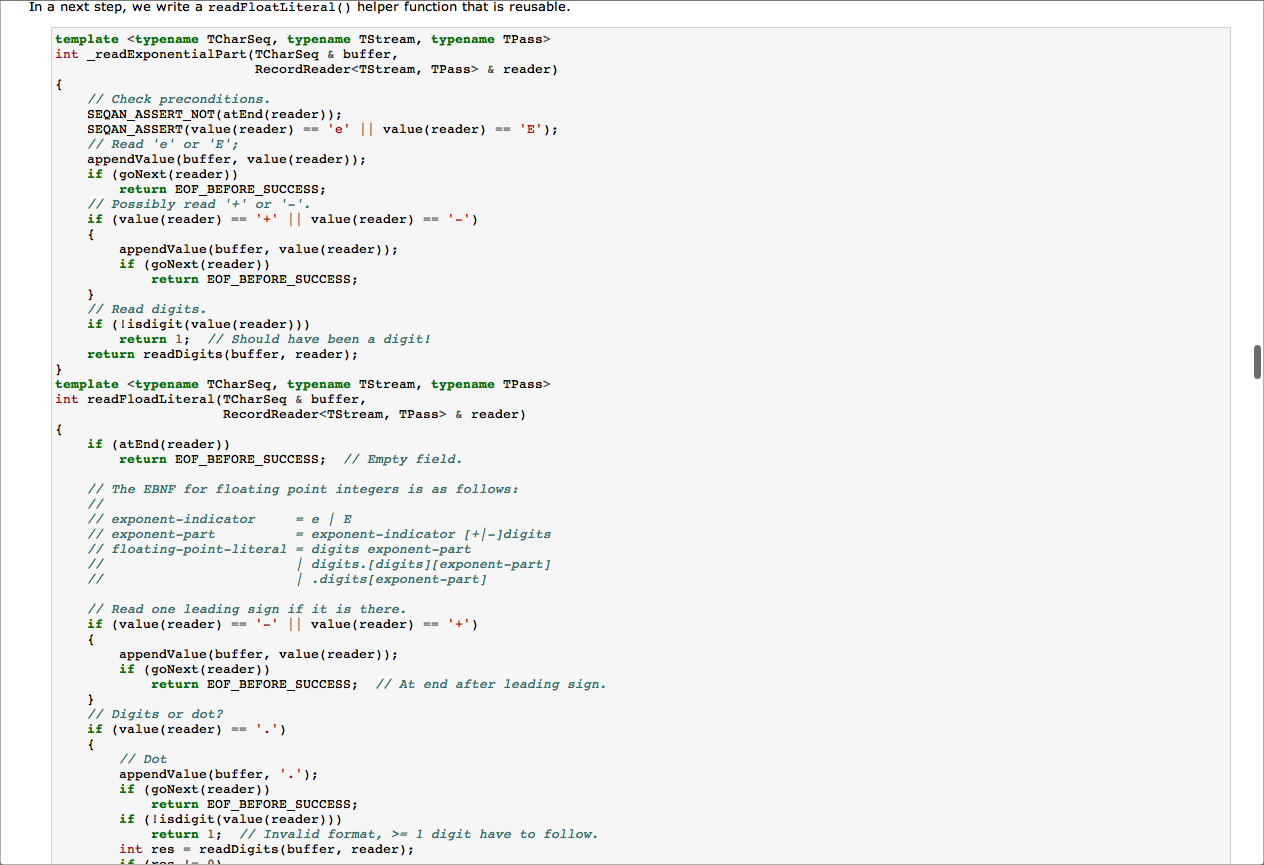 In a next step, we write a readFloatLiteral() helper function that is reusable.
template <typename TCharSeq, typename TStream, typename TPass>
int _readExponentialPart(TCharSeq & buffer,
                         RecordReader<TStream, TPass> & reader)
{
    // Check preconditions.
    SEQAN_ASSERT_NOT(atEnd(reader));
    SEQAN_ASSERT(value(reader) == 'e' || value(reader) == 'E');
    // Read 'e' or 'E';
    appendValue(buffer, value(reader));
    if (goNext(reader))
        return EOF_BEFORE_SUCCESS;
    // Possibly read '+' or '-'.
    if (value(reader) == '+' || value(reader) == '-')
    {
        appendValue(buffer, value(reader));
        if (goNext(reader))
            return EOF_BEFORE_SUCCESS;
    }
    // Read digits.
    if (!isdigit(value(reader)))
        return 1;  // Should have been a digit!
    return readDigits(buffer, reader);
}
template <typename TCharSeq, typename TStream, typename TPass>
int readFloadLiteral(TCharSeq & buffer,
                     RecordReader<TStream, TPass> & reader)
{
    if (atEnd(reader))
        return EOF_BEFORE_SUCCESS;  // Empty field.

    // The EBNF for floating point integers is as follows:
    //
    // exponent-indicator     = e | E
    // exponent-part          = exponent-indicator [+|-]digits
    // floating-point-literal = digits exponent-part
    //                        | digits.[digits][exponent-part]
    //                        | .digits[exponent-part]

    // Read one leading sign if it is there.
    if (value(reader) == '-' || value(reader) == '+')
    {
        appendValue(buffer, value(reader));
        if (goNext(reader))
            return EOF_BEFORE_SUCCESS;  // At end after leading sign.
    }
    // Digits or dot?
    if (value(reader) == '.')
    {
        // Dot
        appendValue(buffer, '.');
        if (goNext(reader))
            return EOF_BEFORE_SUCCESS;
        if (!isdigit(value(reader)))
            return 1;  // Invalid format, >= 1 digit have to follow.
        int res = readDigits(buffer, reader);
        if (res != 0)